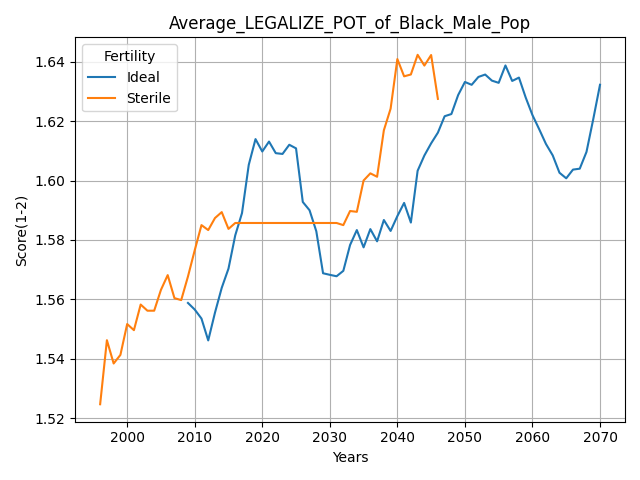 Average_LEGALIZE_POT_of_Black_Male_Pop
Fertility
Ideal
Sterile
Score(1-2)
1.64
1.62
1.60
1.58
1.56
1.54
1.52
2000 2010 2020 2030 2040 2050 2060 2070
Years